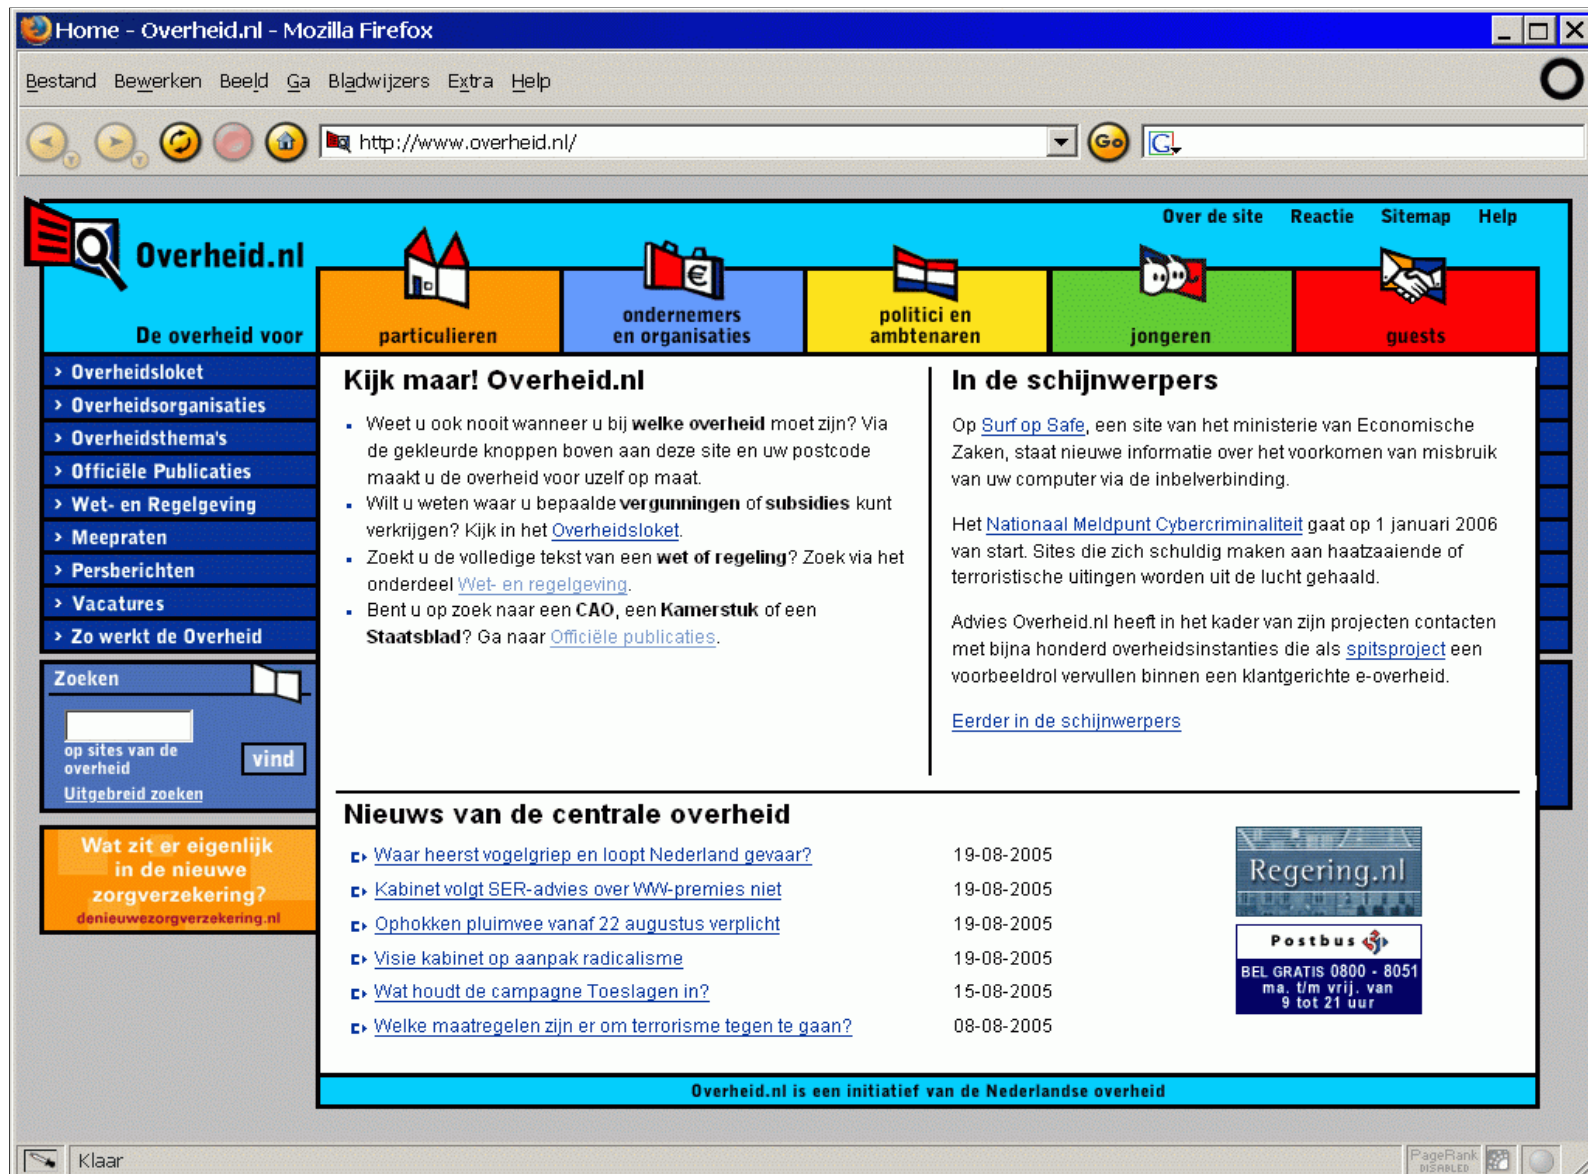 Home - Overheid.nl - Mozilla Firefox
Bestand Bewerken Beeld Ga Bladwijzers Extra Help
http://www.overheid.nl/
Go
G
Over de site Reactie Sitemap Help
Overheid.nl
De overheid voor
particulieren
ondernemers
en organisaties
politici en
ambtenaren
jongeren
guests
› Overheidsloket
› Overheidsorganisaties
› Overheidsthema's
› Officiële Publicaties
› Wet- en Regelgeving
› Meepraten
› Persberichten
› Vacatures
› Zo werkt de Overheid
Zoeken
op sites van de
overheid
vind
Uitgebreid zoeken
Wat zit er eigenlijk
in de nieuwe
zorgverzekering?
denieuwezorgverzekering.nl
Kijk maar! Overheid.nl
Weet u ook nooit wanneer u bij welke overheid moet zijn? Via
de gekleurde knoppen boven aan deze site en uw postcode
maakt u de overheid voor uzelf op maat.
Wilt u weten waar u bepaalde vergunningen of subsidies kunt
verkrijgen? Kijk in het Overheidsloket.
Zoekt u de volledige tekst van een wet of regeling? Zoek via het
onderdeel Wet- en regelgeving.
Bent u op zoek naar een CAO, een Kamerstuk of een
Staatsblad? Ga naar Officiële publicaties.
In de schijnwerpers
Op Surf op Safe, een site van het ministerie van Economische
Zaken, staat nieuwe informatie over het voorkomen van misbruik
van uw computer via de inbelverbinding.
Het Nationaal Meldpunt Cybercriminaliteit gaat op 1 januari 2006
van start. Sites die zich schuldig maken aan haatzaaiende of
terroristische uitingen worden uit de lucht gehaald.
Advies Overheid.nl heeft in het kader van zijn projecten contacten
met bijna honderd overheidsinstanties die als spitsproject een
voorbeeldrol vervullen binnen een klantgerichte e-overheid.
Eerder in de schijnwerpers
Nieuws van de centrale overheid
Waar heerst vogelgriep en loopt Nederland gevaar? 19-08-2005
Kabinet volgt SER-advies over WW-premies niet 19-08-2005
Ophokken pluimvee vanaf 22 augustus verplicht 19-08-2005
Visie kabinet op aanpak radicalisme 19-08-2005
Wat houdt de campagne Toeslagen in? 15-08-2005
Welke maatregelen zijn er om terrorisme tegen te gaan? 08-08-2005
Regering.nl
Postbus 51
BEL GRATIS 0800 - 8051
ma. t/m vrij. van
9 tot 21 uur
Overheid.nl is een initiatief van de Nederlandse overheid
Klaar
PageRank
DISABLED